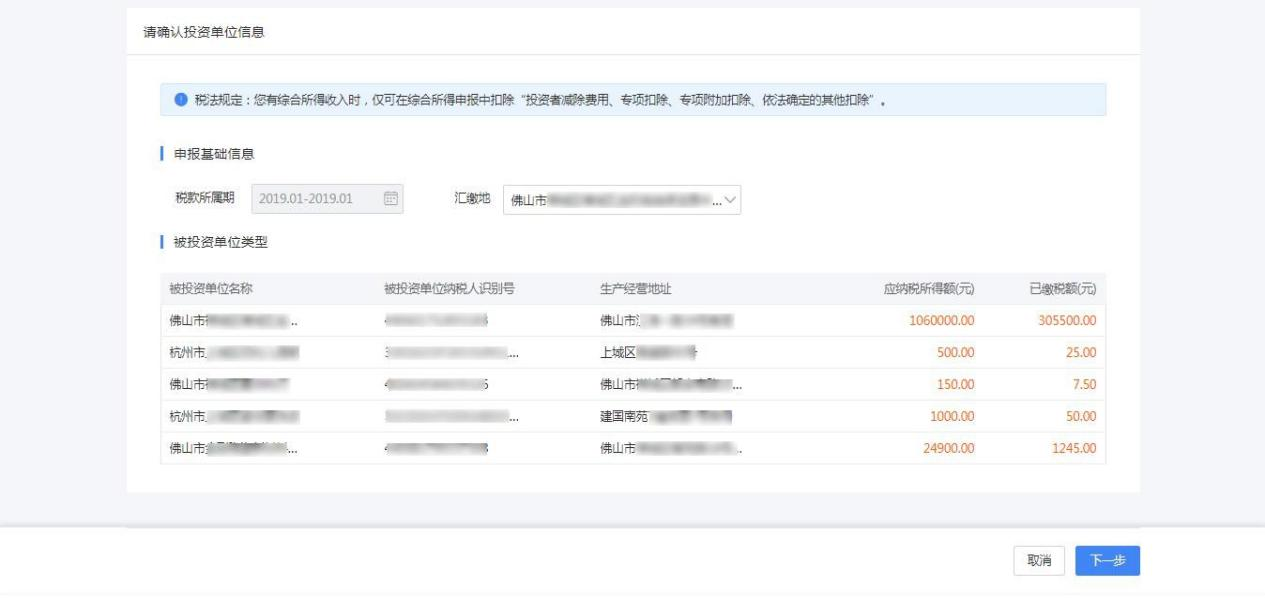 请确认投资单位信息
税法规定：您有综合所得收入时，仅可在综合所得申报中扣除“投资者减除费用、专项扣除、专项附加扣除、依法确定的其他扣除”。
申报基础信息
税款所属期 2019.01-2019.01 汇缴地 佛山市 ...
被投资单位类型
被投资单位名称 被投资单位纳税人识别号 生产经营地址 应纳税所得额(元) 已缴税额(元)
佛山市 ... 佛山市 1060000.00 305500.00
杭州市 ... 上城区 500.00 25.00
佛山市 佛山市 ... 150.00 7.50
杭州市 ... 建国南苑 1000.00 50.00
佛山市 ... 佛山市 24900.00 1245.00
取消 下一步